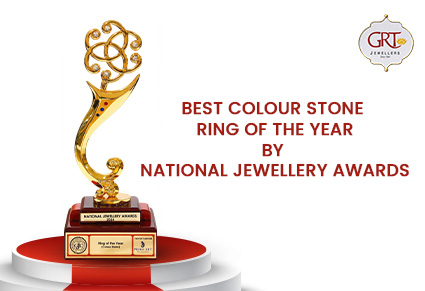 GRT
JEWELLERS
BEST COLOUR STONE
RING OF THE YEAR
BY
NATIONAL JEWELLERY AWARDS
NATIONAL JEWELLERY AWARDS
Ring of the Year